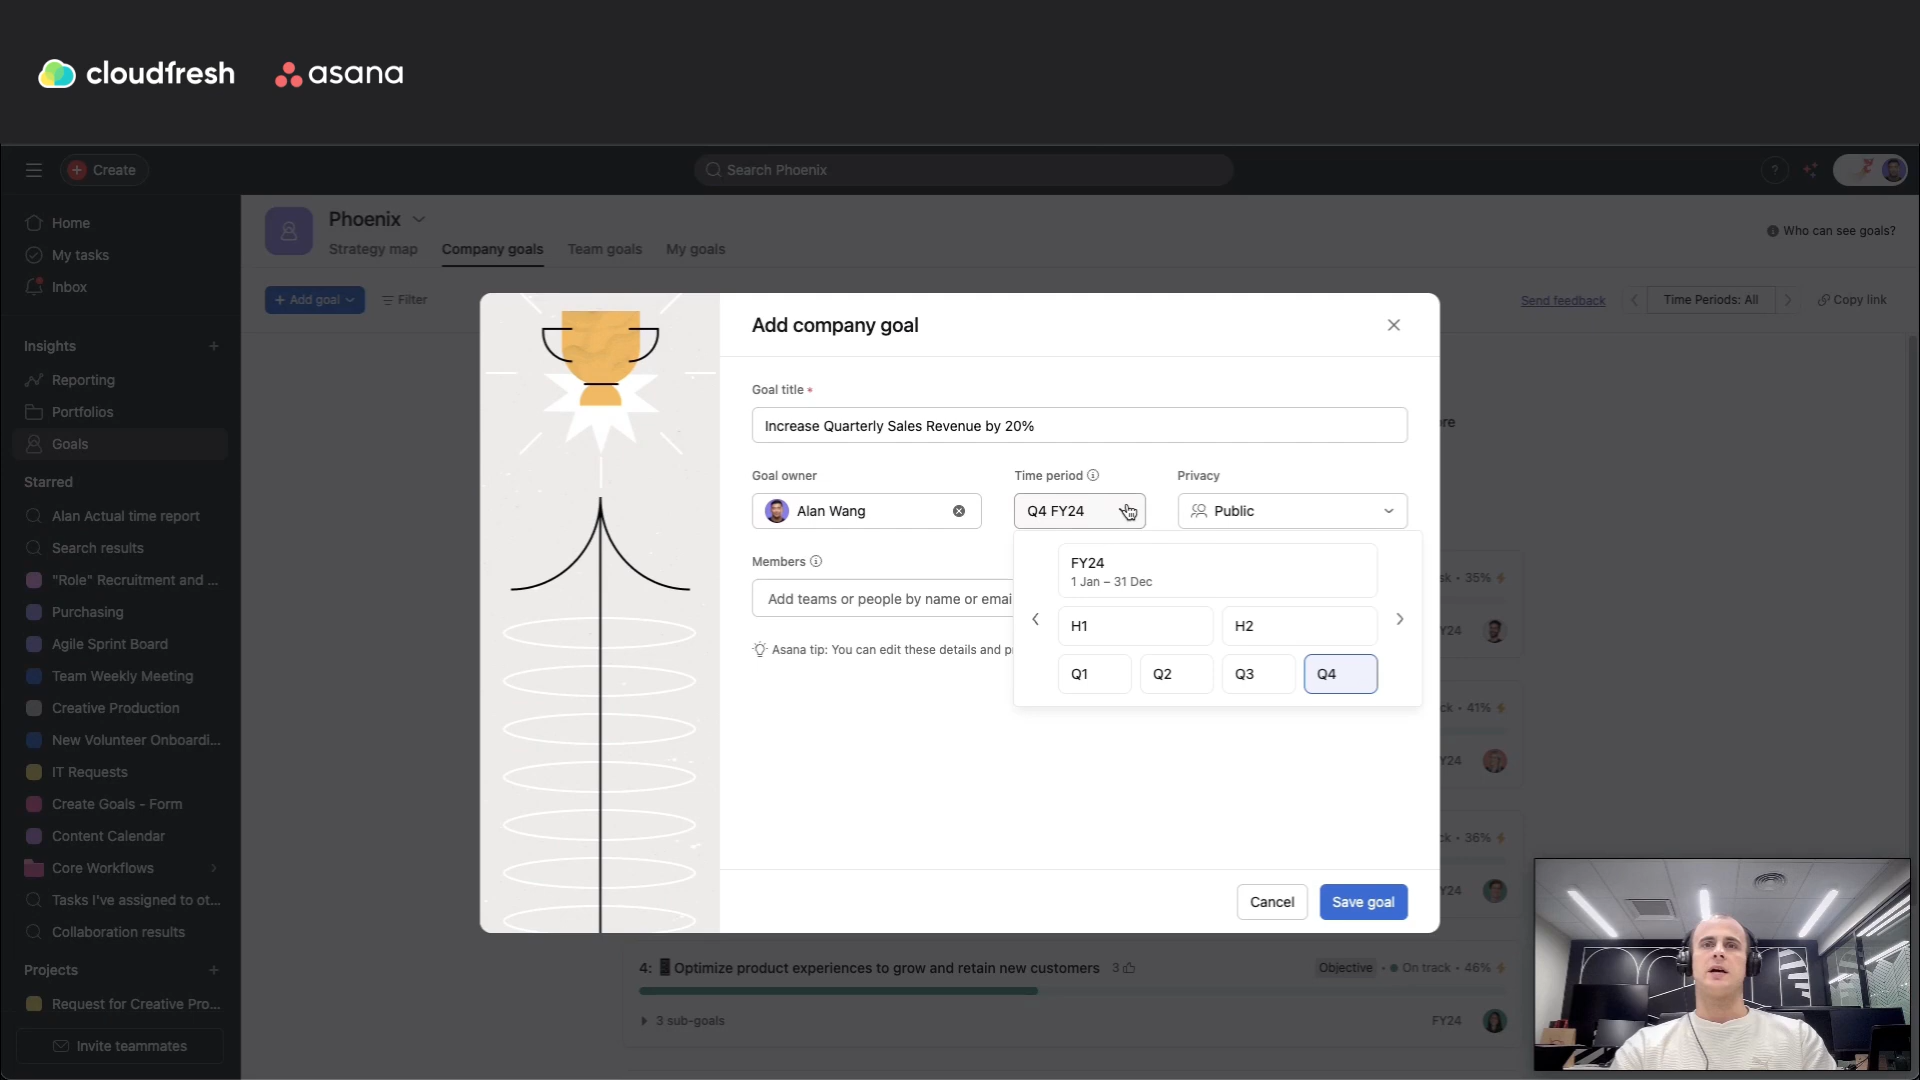 cloudfresh asana
Create
Search Phoenix
?
Home
My tasks
Inbox
Insights
Reporting
Portfolios
Goals
Starred
Alan Actual time report
Search results
"Role" Recruitment and ...
Purchasing
Agile Sprint Board
Team Weekly Meeting
Creative Production
New Volunteer Onboardi...
IT Requests
Create Goals - Form
Content Calendar
Core Workflows
Tasks I've assigned to ot...
Collaboration results
Projects
Request for Creative Pro...
Invite teammates
Phoenix
Who can see goals?
Strategy map Company goals Team goals My goals
+ Add goal Filter Send feedback Time Periods: All Copy link
Add company goal
Goal title *
Increase Quarterly Sales Revenue by 20%
re
Goal owner Time period Privacy
Alan Wang Q4 FY24 Public
Members
Add teams or people by name or emai
Asana tip: You can edit these details and p
FY24
1 Jan – 31 Dec
H1 H2
Q1 Q2 Q3 Q4
sk • 35%
Y24
ck • 41%
Y24
ck • 36%
Y24
Cancel Save goal
4: Optimize product experiences to grow and retain new customers 3 Objective • On track • 46%
3 sub-goals FY24